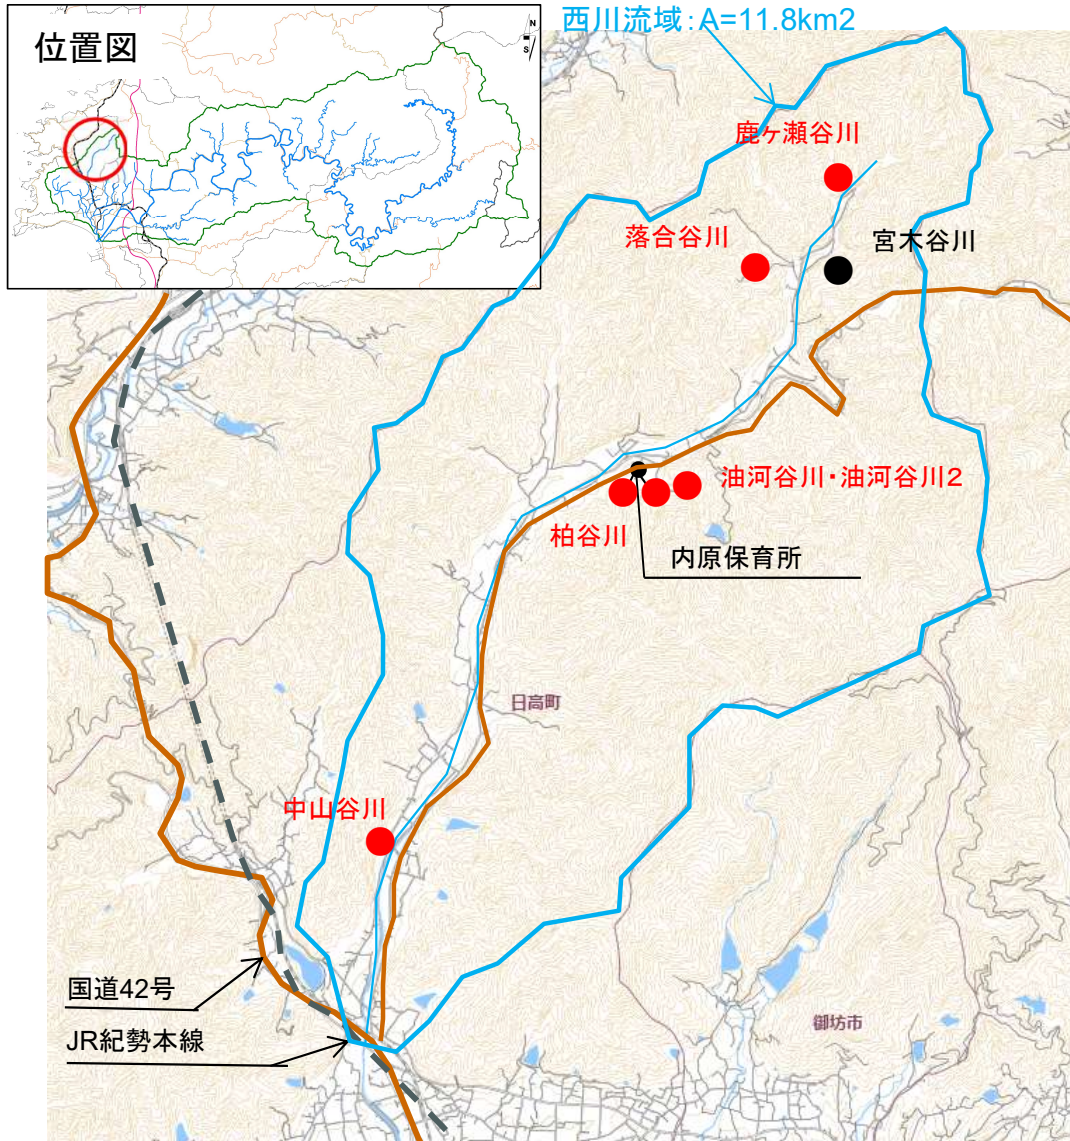 西川流域:A=11.8km2
位置図
N
S
鹿ヶ瀬谷川
落合谷川
宮木谷川
油河谷川・油河谷川2
柏谷川
内原保育所
日高町
中山谷川
国道42号
JR紀勢本線
御坊市